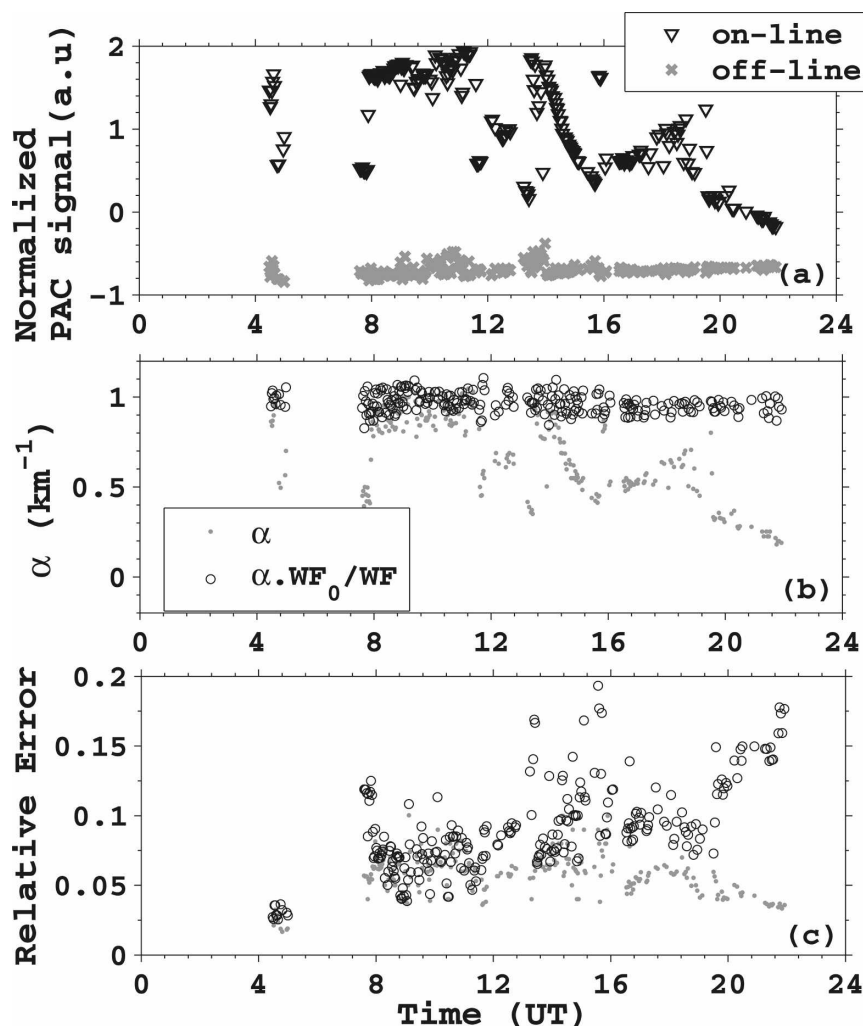 on-line
off-line
Normalized
PAC signal(a.u)
2
1
0
-1
(a)
0 4 8 12 16 20 24
α (km⁻¹)
1
0.5
0
α
α.WF₀/WF
(b)
0 4 8 12 16 20 24
Relative Error
0.2
0.15
0.1
0.05
0
(c)
0 4 8 12 16 20 24
Time (UT)